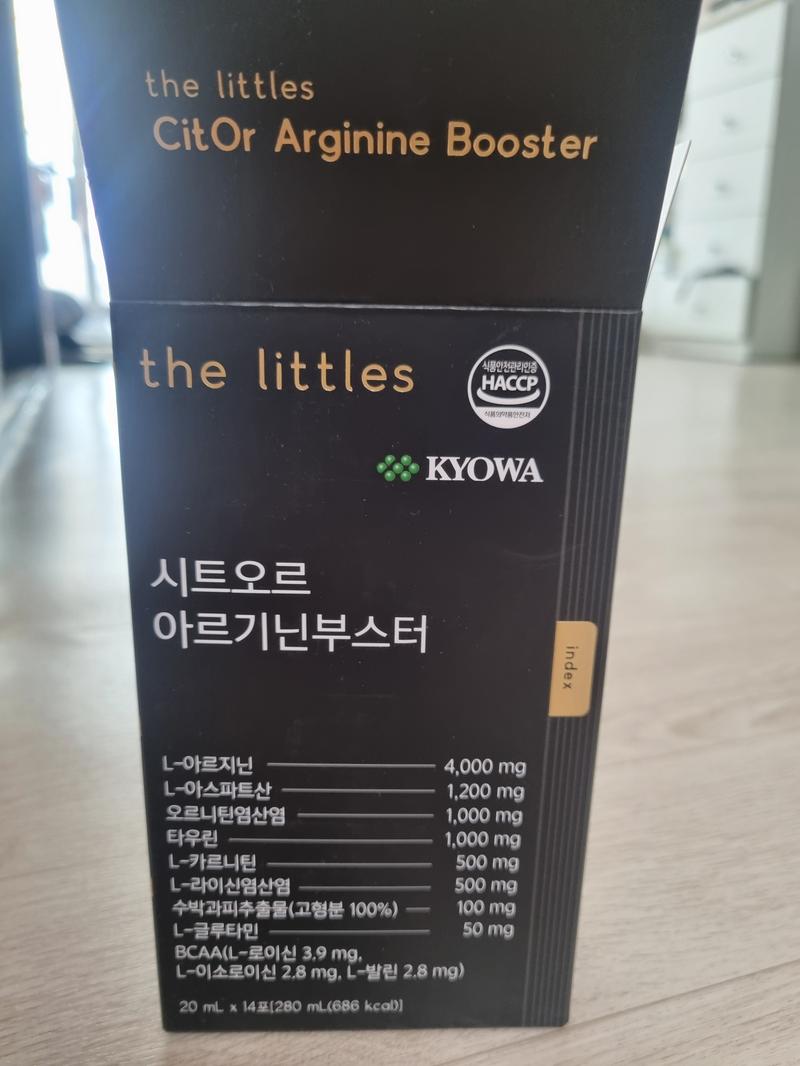 the littles
CitOr Arginine Booster
the littles
식품안전관리인증
HACCP
식품의약품안전처
KYOWA
시트오르
아르기닌부스터
index
L-아르지닌 4,000 mg
L-아스파트산 1,200 mg
오르니틴염산염 1,000 mg
타우린 1,000 mg
L-카르니틴 500 mg
L-라이신염산염 500 mg
수박과피추출물(고형분 100%) 100 mg
L-글루타민 50 mg
BCAA(L-로이신 3.9 mg,
L-이소로이신 2.8 mg, L-발린 2.8 mg)
20 mL x 14포[280 mL(686 kcal)]